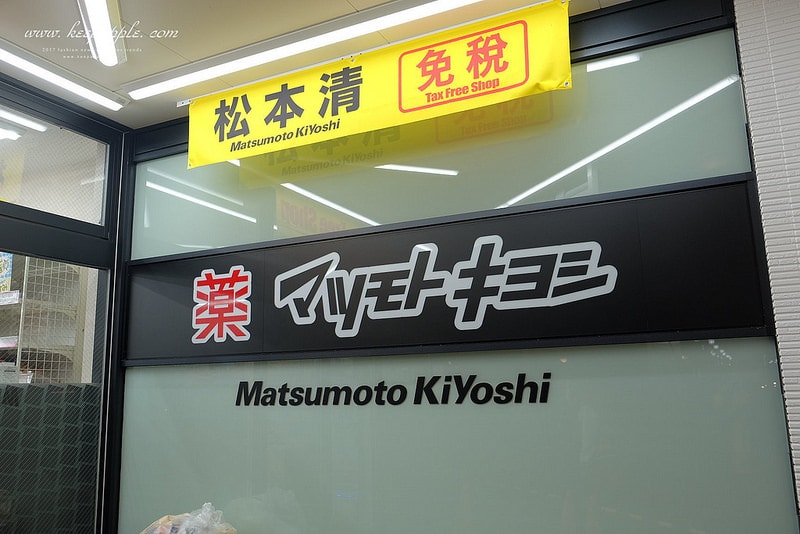 松本清 免稅
Matsumoto KiYoshi Tax Free Shop
薬 マツモトキヨシ
Matsumoto KiYoshi